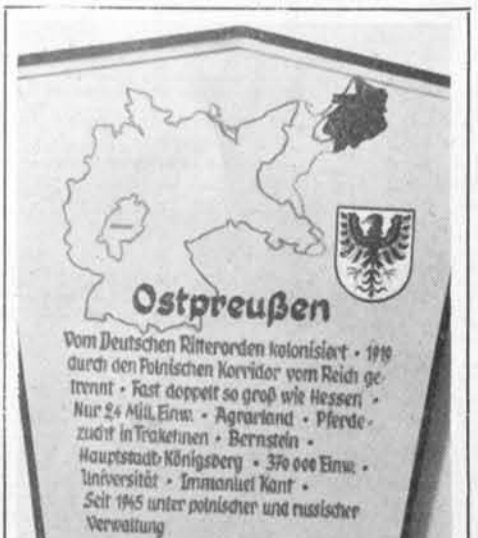 Ostpreußen
Vom Deutschen Ritterorden kolonisiert • 1919
durch den Polnischen Korridor vom Reich ge-
trennt • Fast doppelt so groß wie Hessen •
Nur 2,4 Mill. Einw. • Agrarland • Pferde-
zucht in Trakehnen • Bernstein •
Hauptstadt: Königsberg • 370 000 Einw. •
Universität • Immanuel Kant •
Seit 1945 unter polnischer und russischer
Verwaltung